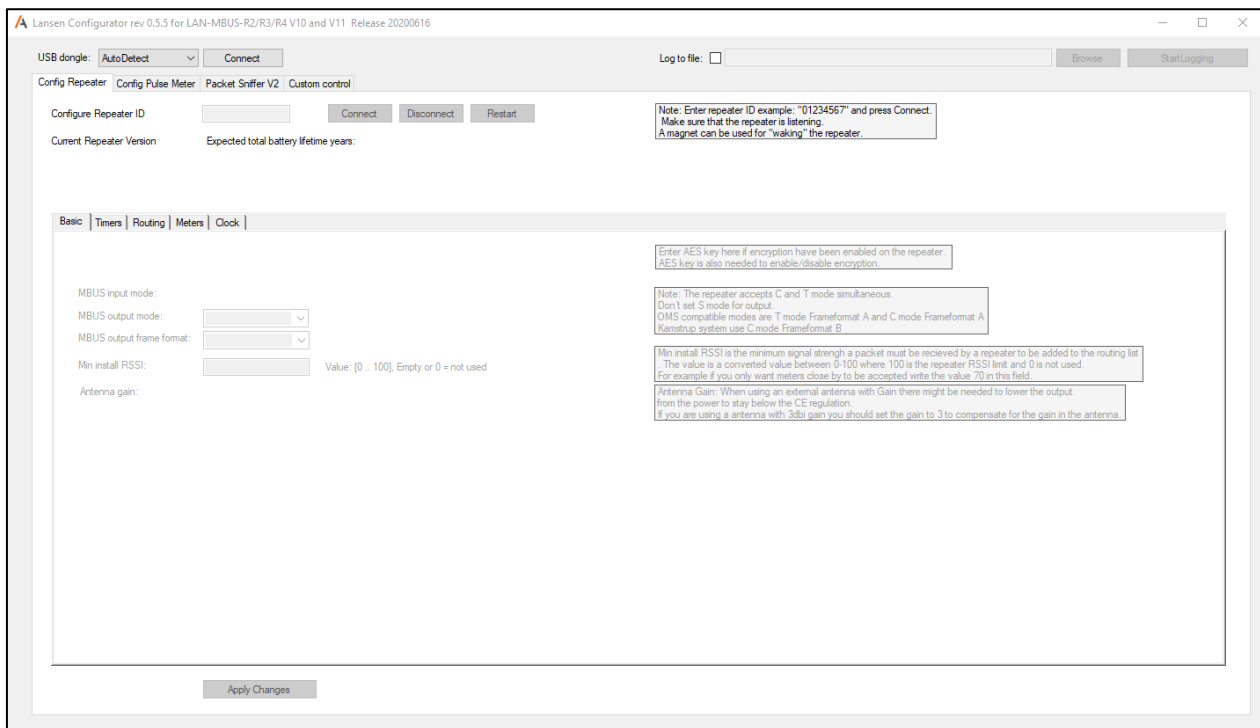 Lansen Configurator rev 0.5.5 for LAN-MBUS-R2/R3/R4 V10 and V11 Release 20200616
USB dongle: AutoDetect Connect Log to file: Browse StartLogging
Config Repeater Config Pulse Meter Packet Sniffer V2 Custom control
Configure Repeater ID Connect Disconnect Restart
Note: Enter repeater ID example: "01234567" and press Connect.
Make sure that the repeater is listening.
A magnet can be used for "waking" the repeater.
Current Repeater Version Expected total battery lifetime years:
Basic Timers Routing Meters Clock
Enter AES key here if encryption have been enabled on the repeater.
AES key is also needed to enable/disable encryption.
MBUS input mode:
MBUS output mode:
MBUS output frame format:
Note: The repeater accepts C and T mode simultaneous.
Don't set S mode for output.
OMS compatible modes are T mode Frameformat A and C mode Frameformat A
Kamstrup system use C mode Frameformat B
Min install RSSI: Value: [0 .. 100], Empty or 0 = not used
Min install RSSI is the minimum signal strengh a packet must be recieved by a repeater to be added to the routing list
. The value is a converted value between 0-100 where 100 is the repeater RSSI limit and 0 is not used.
For example if you only want meters close by to be accepted write the value 70 in this field.
Antenna gain:
Antenna Gain: When using an external antenna with Gain there might be needed to lower the output
from the power to stay below the CE regulation.
If you are using a antenna with 3dbi gain you should set the gain to 3 to compensate for the gain in the antenna.
Apply Changes